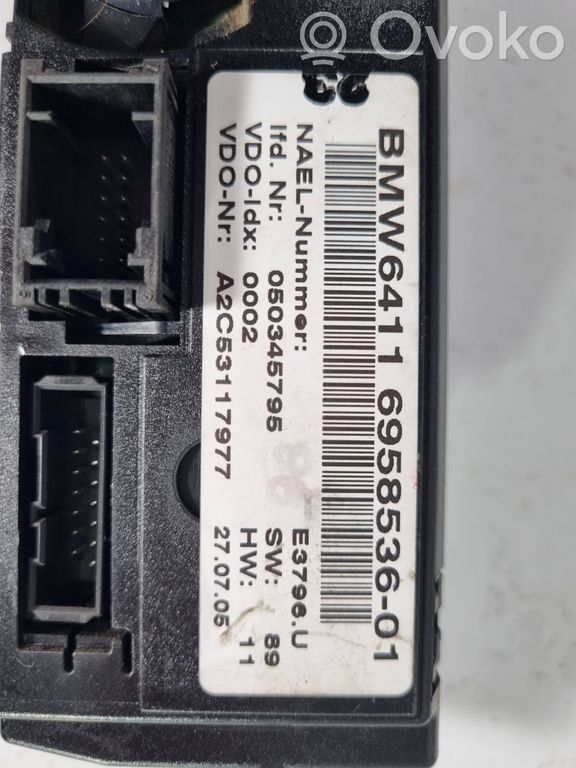 Ovoko
BMW6411 6958536-01
NAEL-Nummer: E3796.U
lfd. Nr: 050345795 SW: 89
VDO-Idx: 0002 HW: 11
VDO-Nr: A2C53117977 27.07.05